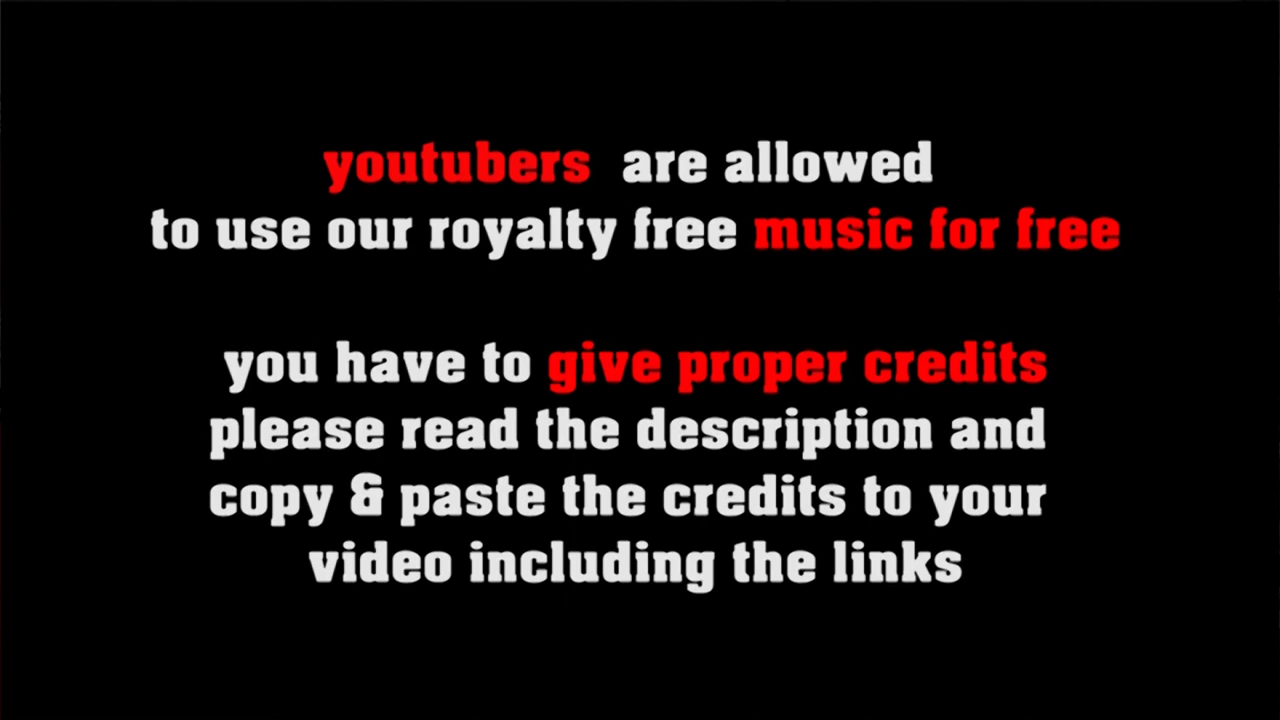 youtubers are allowed
to use our royalty free music for free
you have to give proper credits
please read the description and
copy & paste the credits to your
video including the links